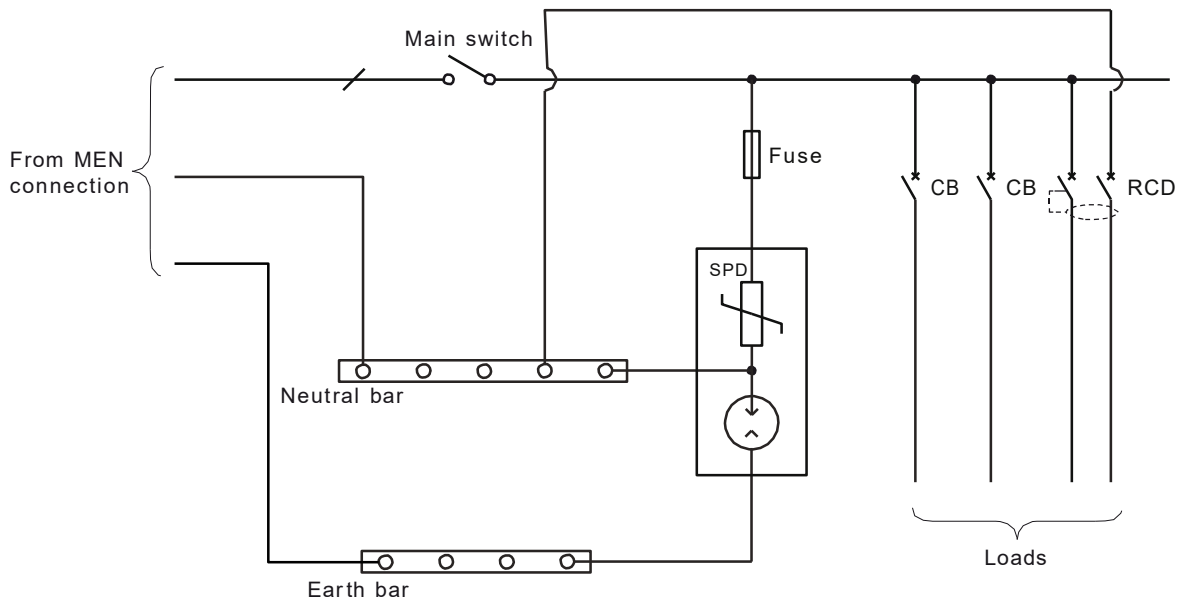 Main switch
From MEN
connection
Fuse
CB
CB
RCD
SPD
Neutral bar
Loads
Earth bar